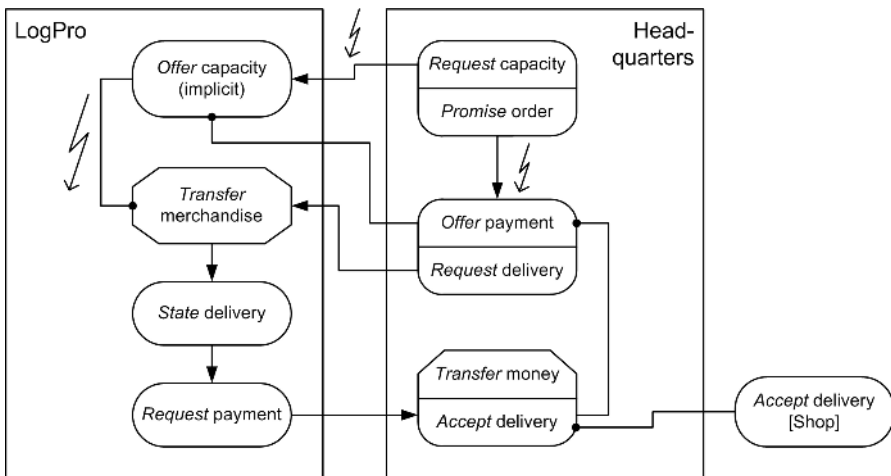 LogPro
Head-
quarters
Offer capacity
(implicit)
Request capacity
Promise order
Transfer
merchandise
Offer payment
Request delivery
State delivery
Transfer money
Request payment
Accept delivery
Accept delivery
[Shop]